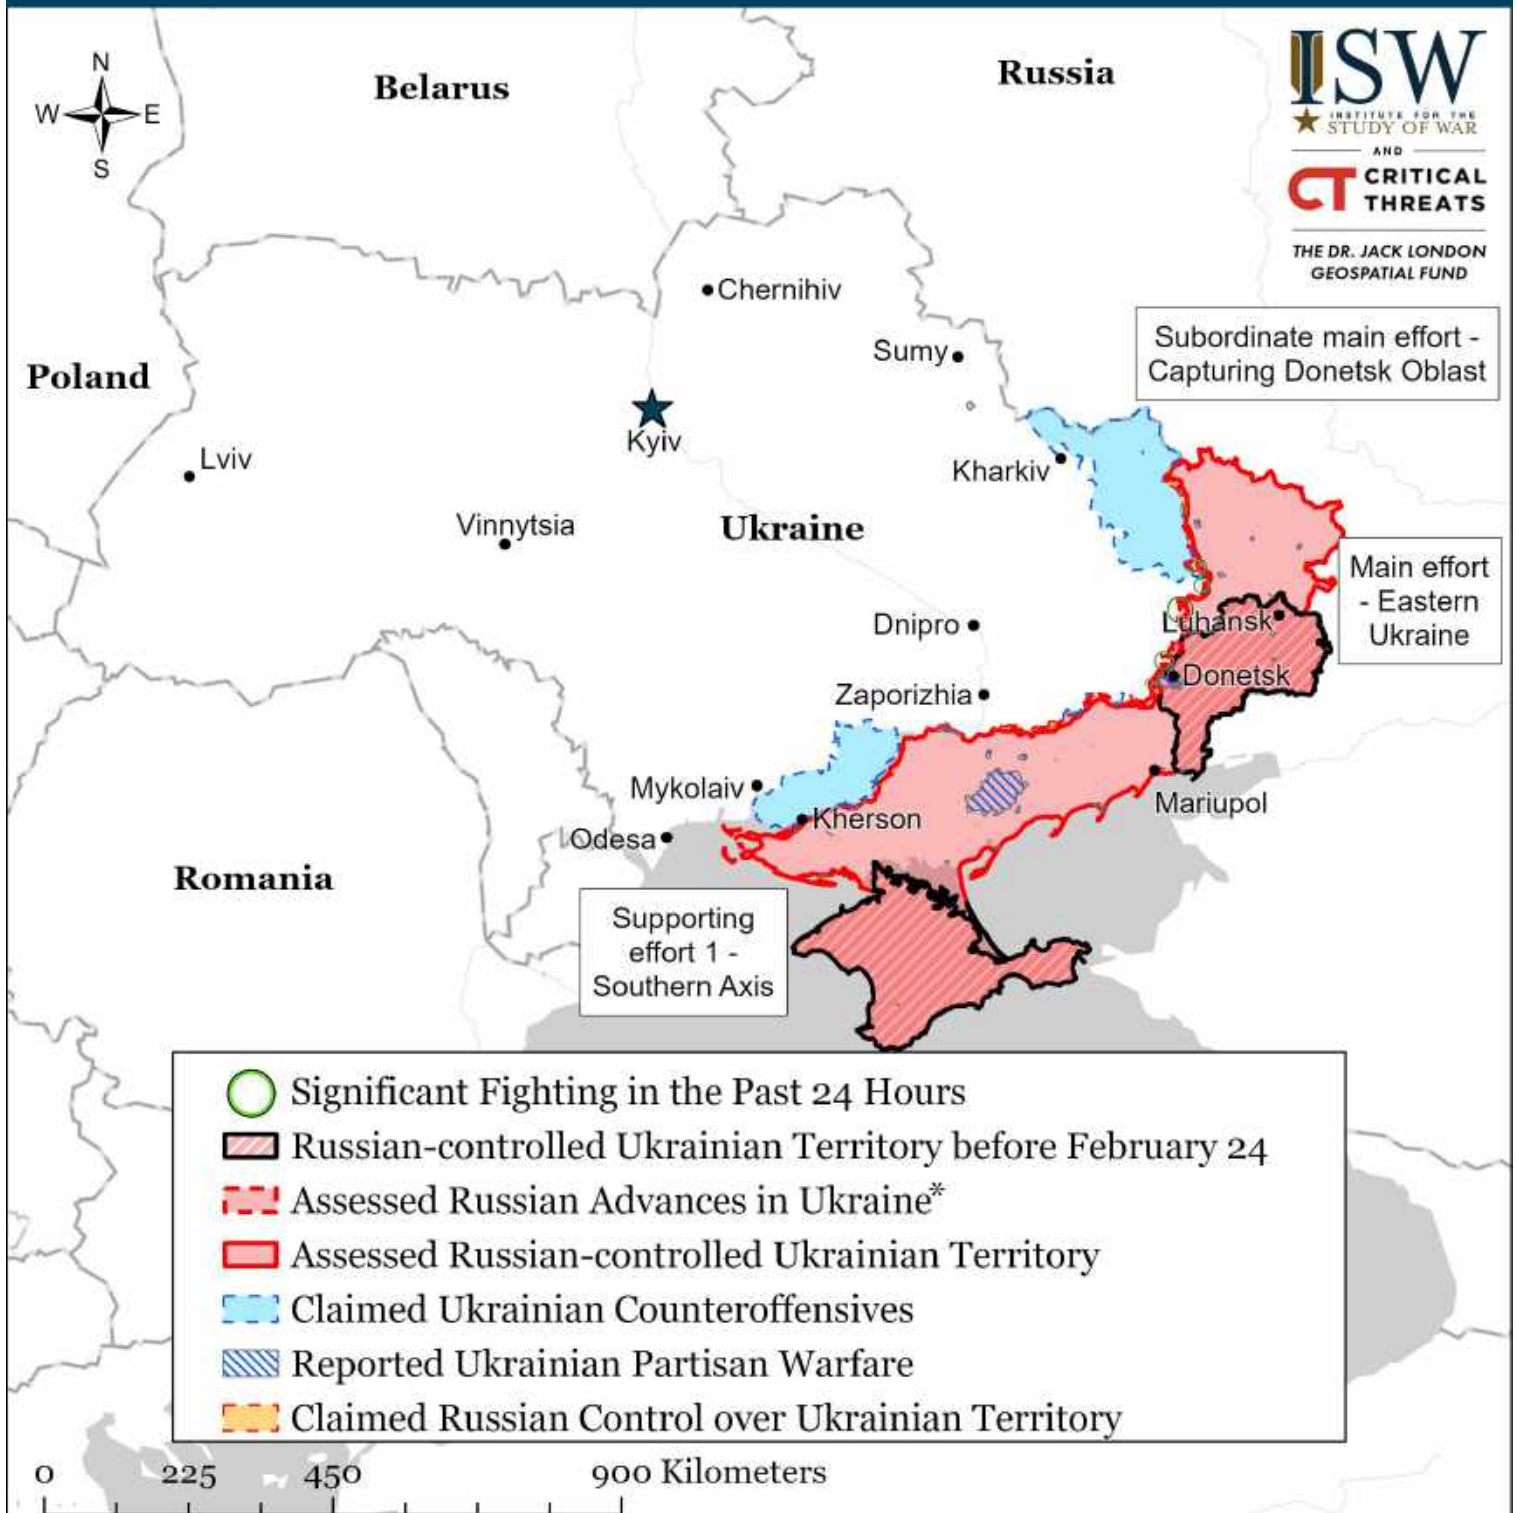 N
W E
S
Belarus
Russia
ISW
INSTITUTE FOR THE
STUDY OF WAR
AND
CT CRITICAL
THREATS
THE DR. JACK LONDON
GEOSPATIAL FUND
Chernihiv
Subordinate main effort -
Capturing Donetsk Oblast
Sumy
Poland
Kyiv
Lviv
Kharkiv
Vinnytsia
Ukraine
Main effort
- Eastern
Ukraine
Dnipro
Luhansk
Donetsk
Zaporizhia
Mykolaiv
Mariupol
Kherson
Odesa
Romania
Supporting
effort 1 -
Southern Axis
Significant Fighting in the Past 24 Hours
Russian-controlled Ukrainian Territory before February 24
Assessed Russian Advances in Ukraine*
Assessed Russian-controlled Ukrainian Territory
Claimed Ukrainian Counteroffensives
Reported Ukrainian Partisan Warfare
Claimed Russian Control over Ukrainian Territory
0 225 450 900 Kilometers